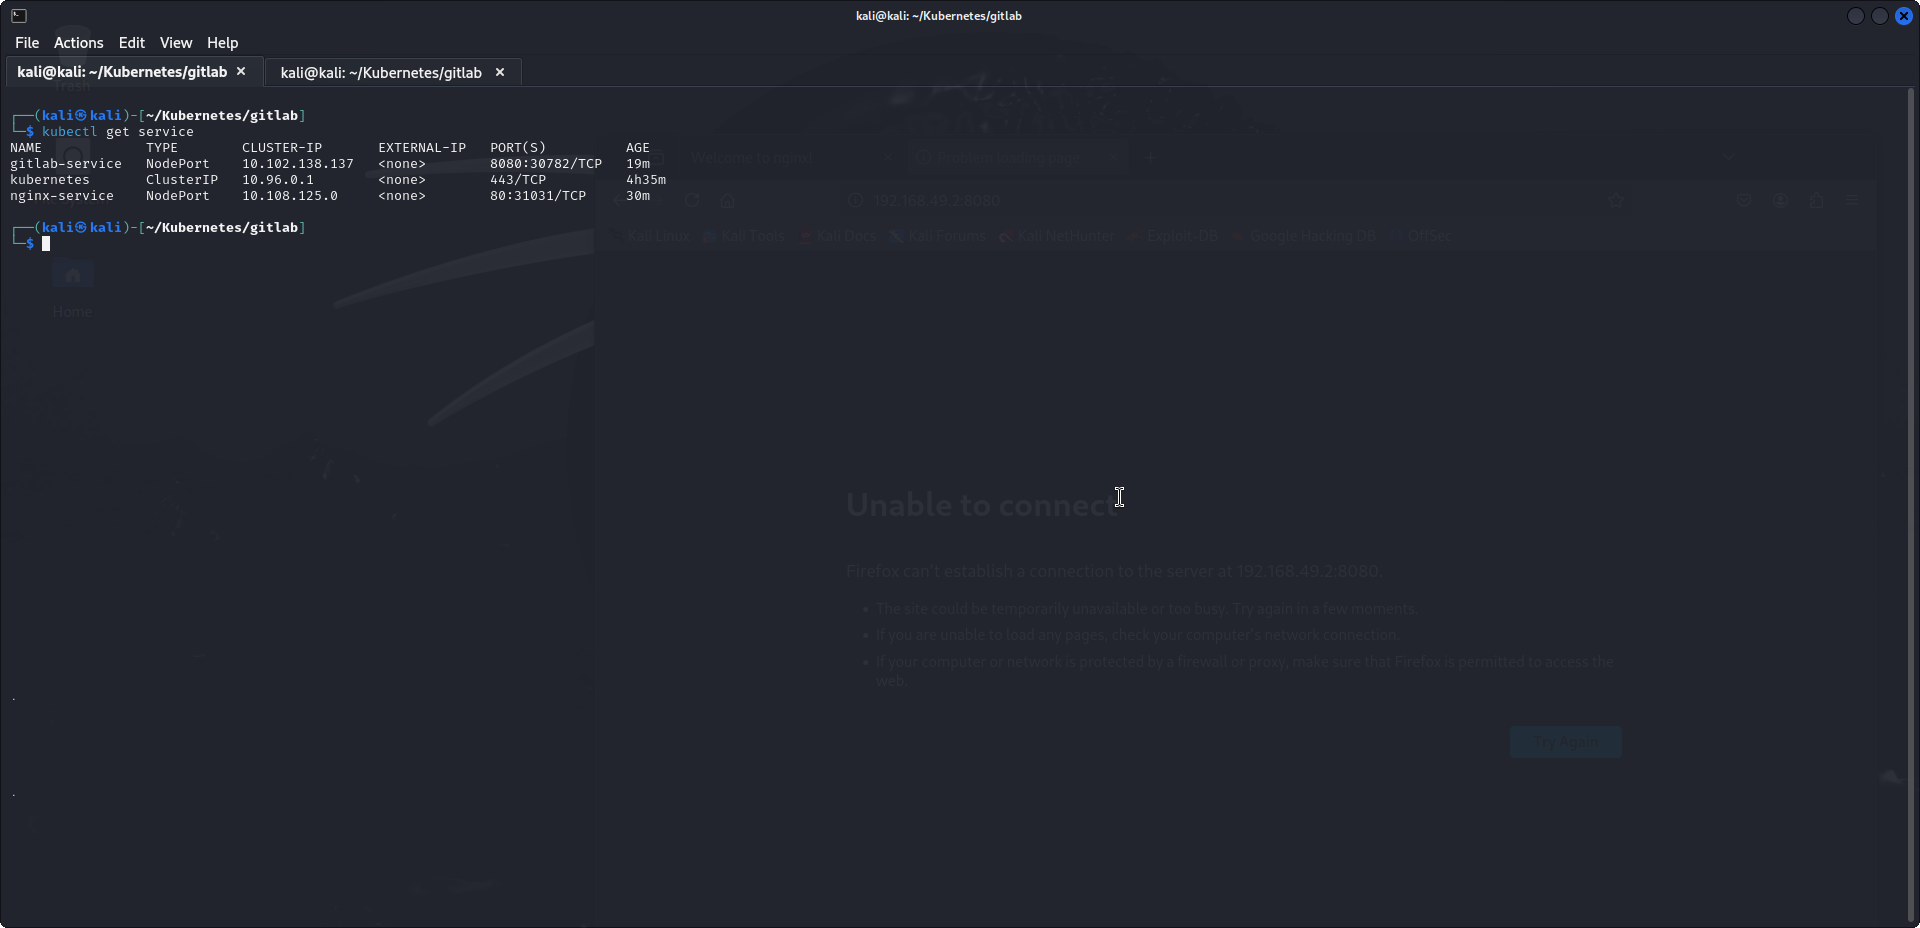 kali@kali: ~/Kubernetes/gitlab
File Actions Edit View Help
kali@kali: ~/Kubernetes/gitlab × kali@kali: ~/Kubernetes/gitlab ×
Trash
┌──(kali㉿kali)-[~/Kubernetes/gitlab]
└─$ kubectl get service
NAME TYPE CLUSTER-IP EXTERNAL-IP PORT(S) AGE
gitlab-service NodePort 10.102.138.137 <none> 8080:30782/TCP 19m
kubernetes ClusterIP 10.96.0.1 <none> 443/TCP 4h35m
nginx-service NodePort 10.108.125.0 <none> 80:31031/TCP 30m
┌──(kali㉿kali)-[~/Kubernetes/gitlab]
└─$
Home
Welcome to nginx! Problem loading page
192.168.49.2:8080
Kali Linux Kali Tools Kali Docs Kali Forums Kali NetHunter Exploit-DB Google Hacking DB OffSec
Unable to connect
Firefox can't establish a connection to the server at 192.168.49.2:8080.
• The site could be temporarily unavailable or too busy. Try again in a few moments.
• If you are unable to load any pages, check your computer's network connection.
• If your computer or network is protected by a firewall or proxy, make sure that Firefox is permitted to access the
web.
Try Again